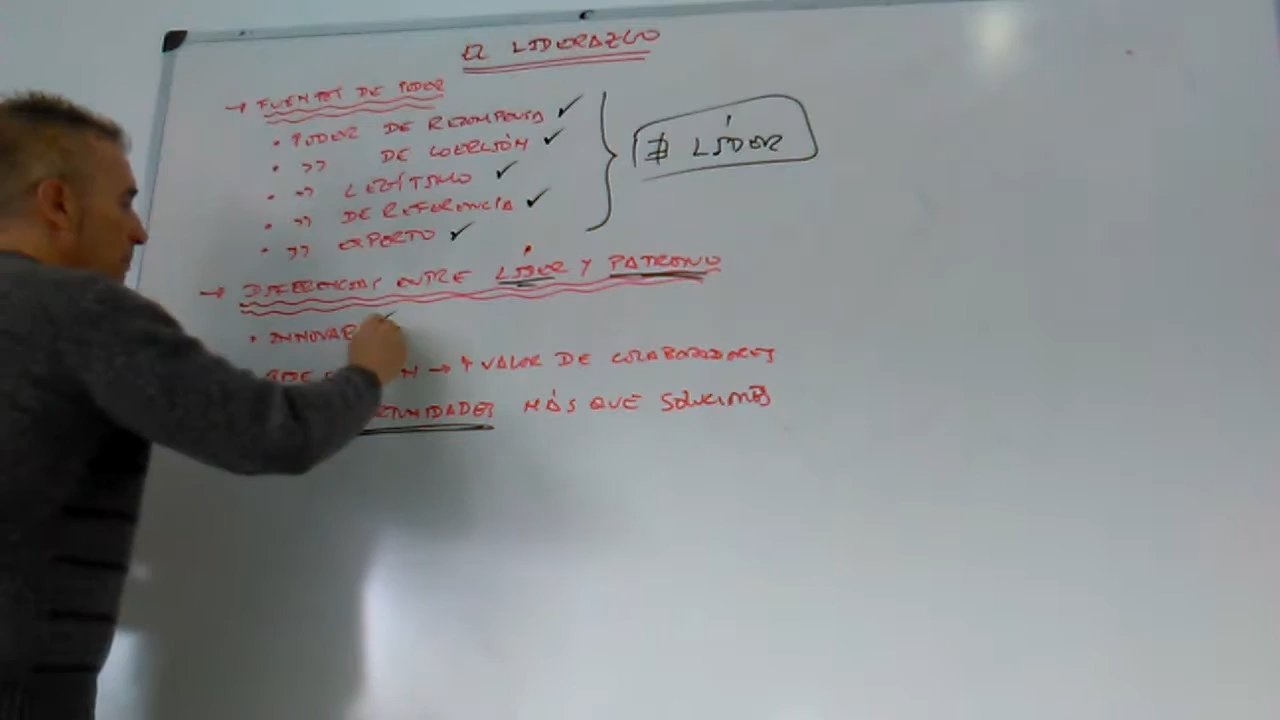 EL LIDERAZGO
→ FUENTES DE PODER
• PODER DE RECOMPENSA ✓
• ,, DE COERCIÓN ✓
• ,, LEGÍTIMO ✓
• ,, DE REFERENCIA ✓
• ,, EXPERTO ✓
∄ LÍDER
→ DIFERENCIAS ENTRE LÍDER Y PATRONO
• INNOVAR
→ ↑ VALOR DE COLABORADORES
MÁS QUE SOLUCIONES